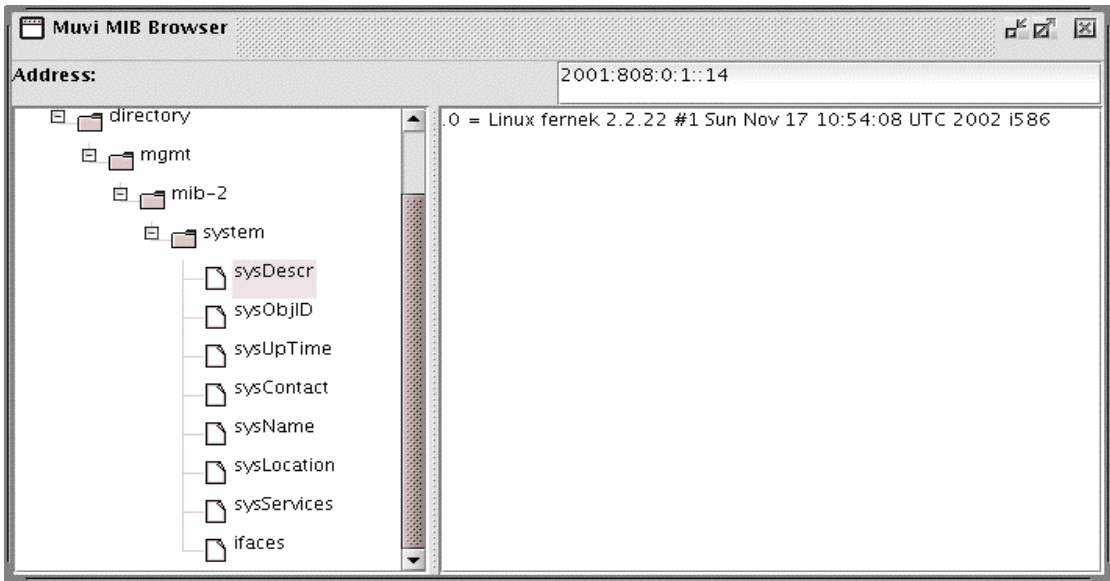 Muvi MIB Browser
Address:
2001:808:0:1::14
directory
mgmt
mib-2
system
sysDescr
sysObjID
sysUpTime
sysContact
sysName
sysLocation
sysServices
ifaces
.0 = Linux fernek 2.2.22 #1 Sun Nov 17 10:54:08 UTC 2002 i586